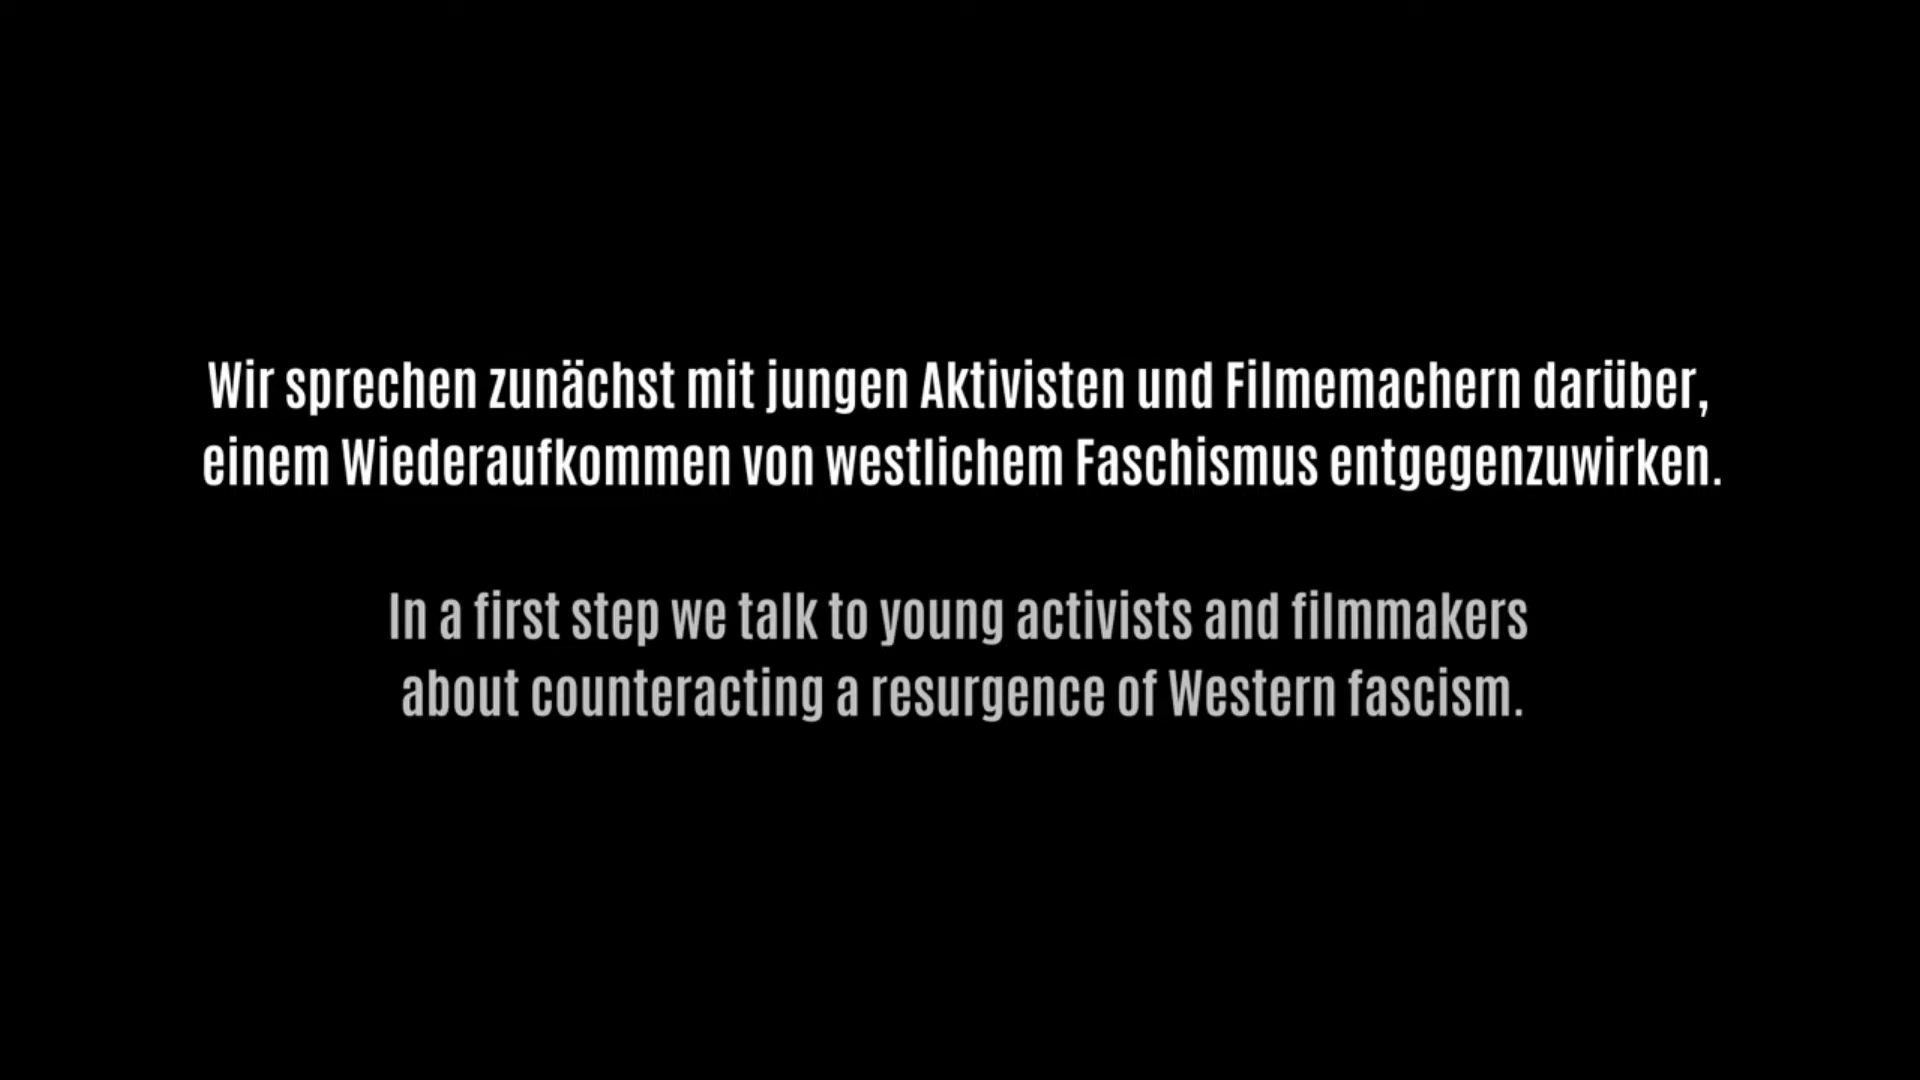 Wir sprechen zunächst mit jungen Aktivisten und Filmemachern darüber,
einem Wiederaufkommen von westlichem Faschismus entgegenzuwirken.
In a first step we talk to young activists and filmmakers
about counteracting a resurgence of Western fascism.